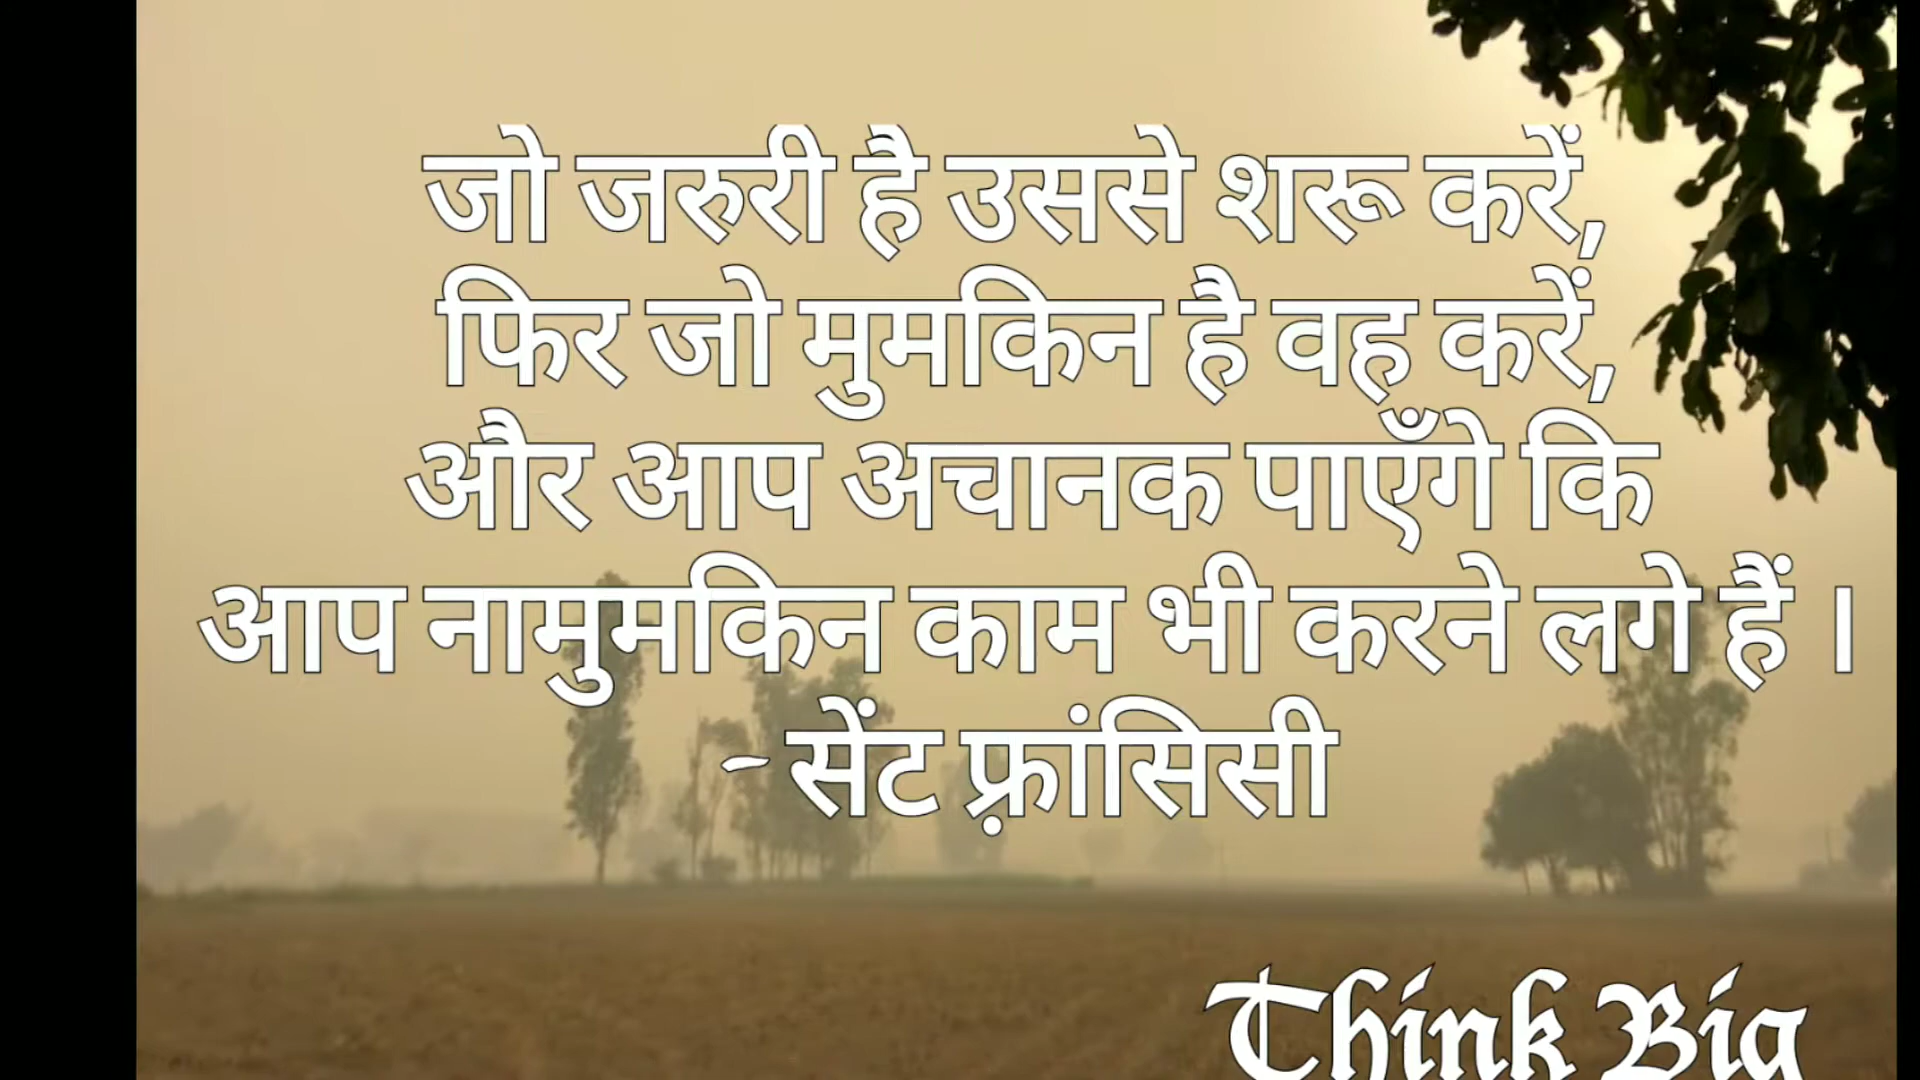 जो जरुरी है उससे शरू करें,
फिर जो मुमकिन है वह करें,
और आप अचानक पाएँगे कि
आप नामुमकिन काम भी करने लगे हैं ।
- सेंट फ़्रांसिसी
Think Big